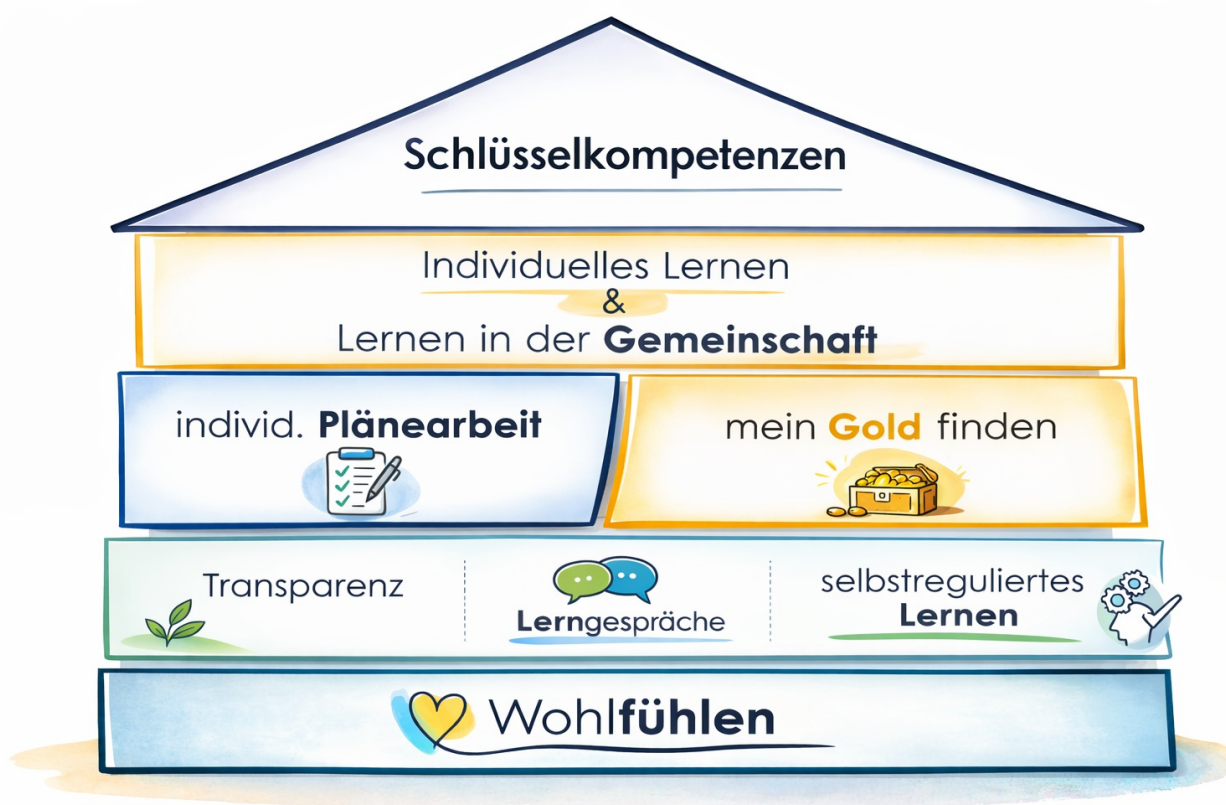 Schlüsselkompetenzen
Individuelles Lernen
&
Lernen in der Gemeinschaft
individ. Plänearbeit
mein Gold finden
Transparenz
Lerngespräche
selbstreguliertes
Lernen
Wohlfühlen